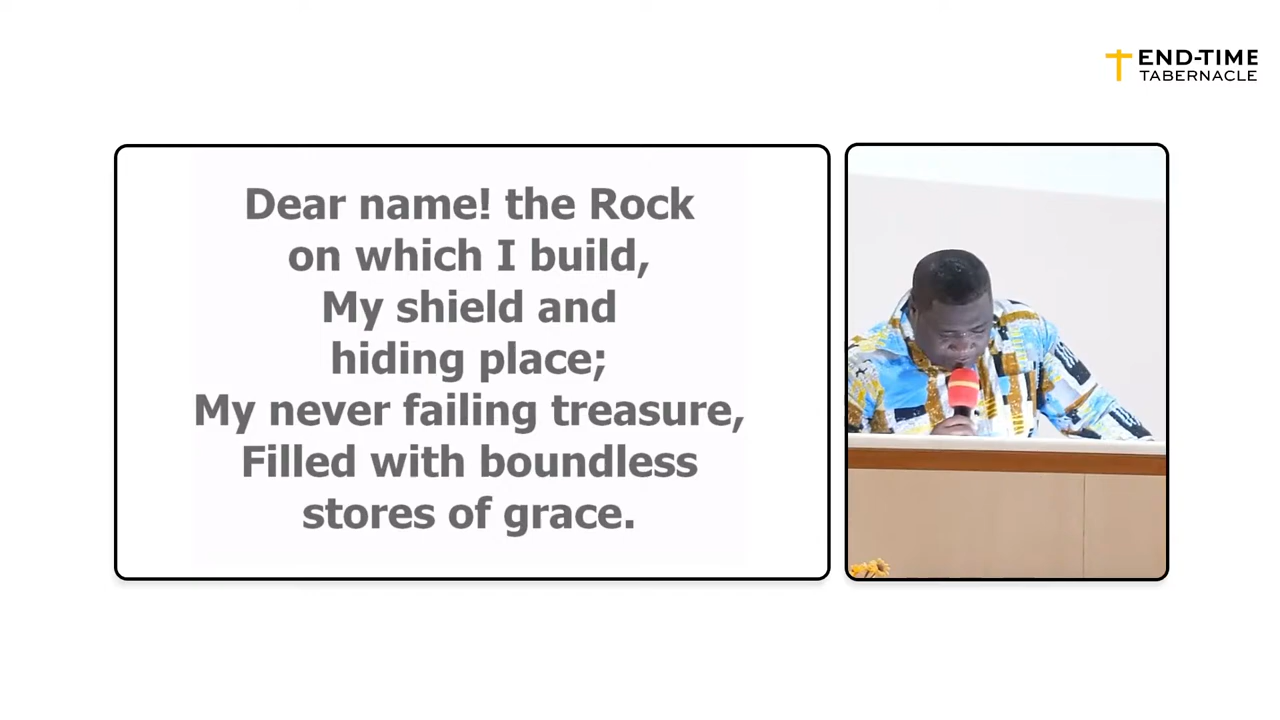 END-TIME
TABERNACLE
Dear name! the Rock
on which I build,
My shield and
hiding place;
My never failing treasure,
Filled with boundless
stores of grace.